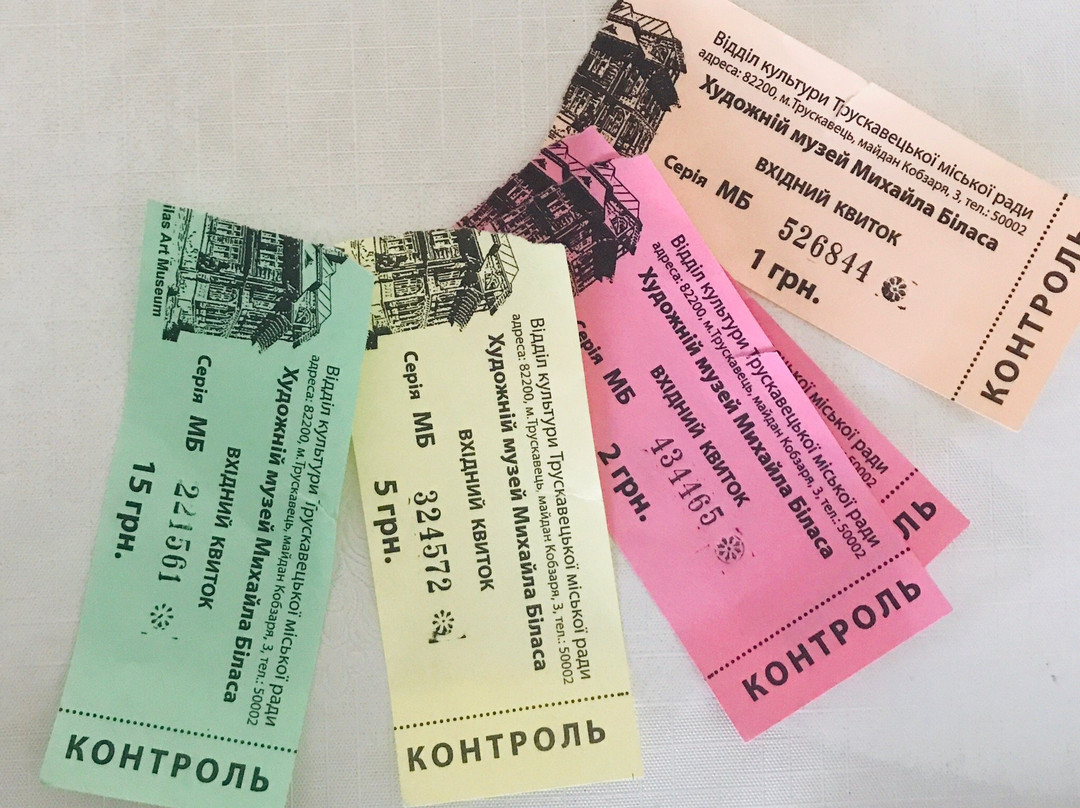 ilas Art Museum
Відділ культури Трускавецької міської ради
адреса: 82200, м.Трускавець, майдан Кобзаря, 3, тел.: 50002
Художній музей Михайла Біласа
ВХІДНИЙ КВИТОК
Серія МБ 221561
15 грн.
КОНТРОЛЬ
Відділ культури Трускавецької міської ради
адреса: 82200, м.Трускавець, майдан Кобзаря, 3, тел.: 50002
Художній музей Михайла Біласа
ВХІДНИЙ КВИТОК
Серія МБ 324572
5 грн.
КОНТРОЛЬ
Відділ культури Трускавецької міської ради
адреса: 82200, м.Трускавець, майдан Кобзаря, 3, тел.: 50002
Художній музей Михайла Біласа
ВХІДНИЙ КВИТОК
Серія МБ 434465
2 грн.
КОНТРОЛЬ
міської ради
50002
ЛЬ
Відділ культури Трускавецької міської ради
адреса: 82200, м.Трускавець, майдан Кобзаря, 3, тел.: 50002
Художній музей Михайла Біласа
ВХІДНИЙ КВИТОК
Серія МБ 526844
1 грн.
КОНТРОЛЬ